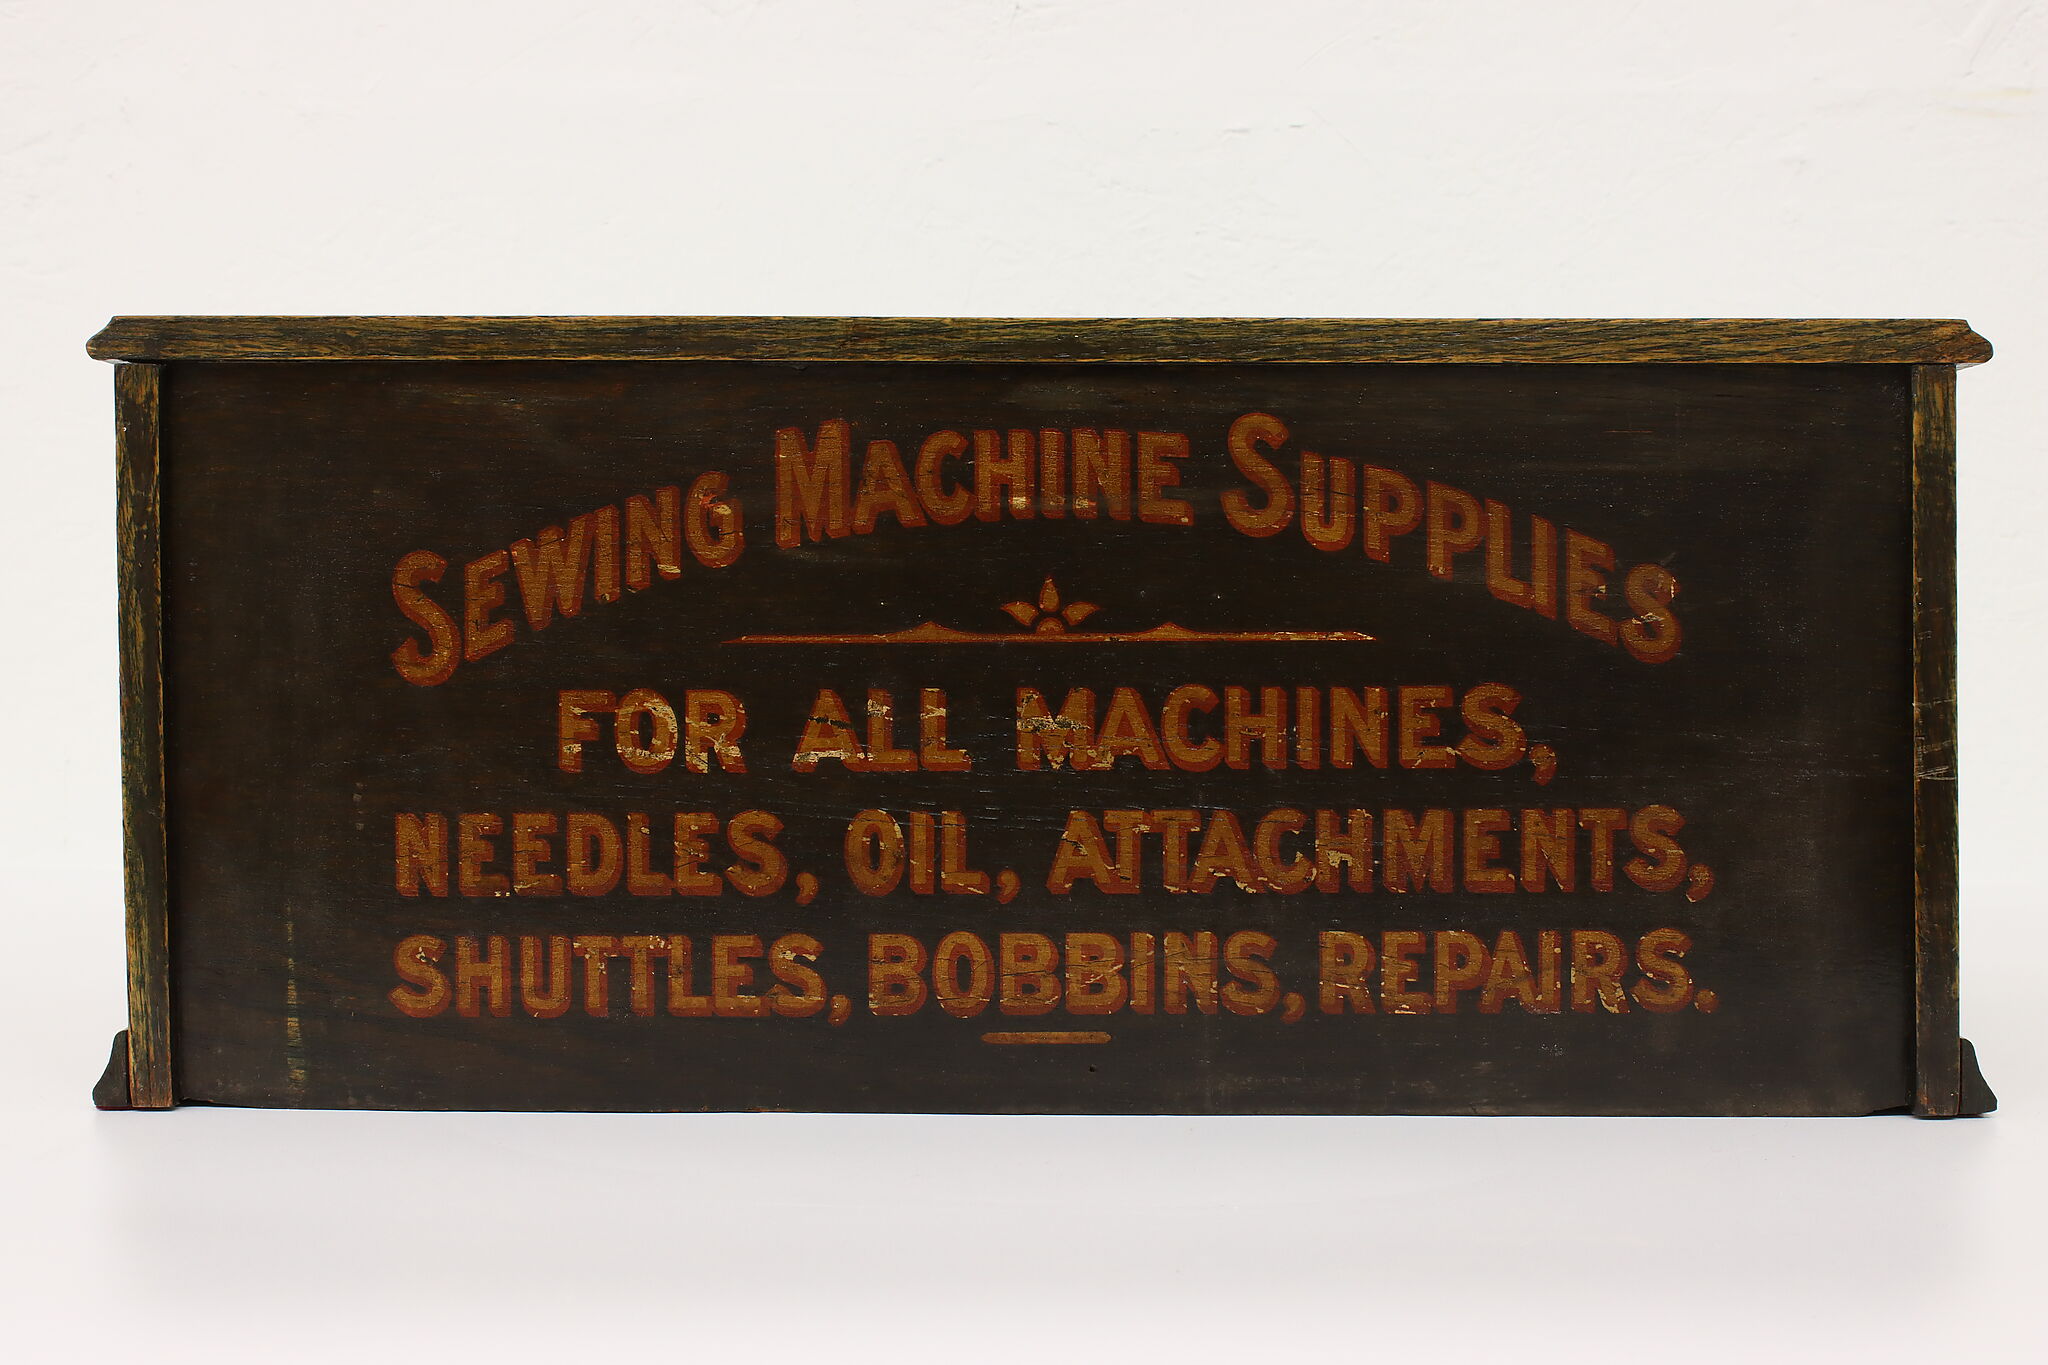 SEWING MACHINE SUPPLIES
FOR ALL MACHINES,
NEEDLES, OIL, ATTACHMENTS,
SHUTTLES, BOBBINS, REPAIRS.